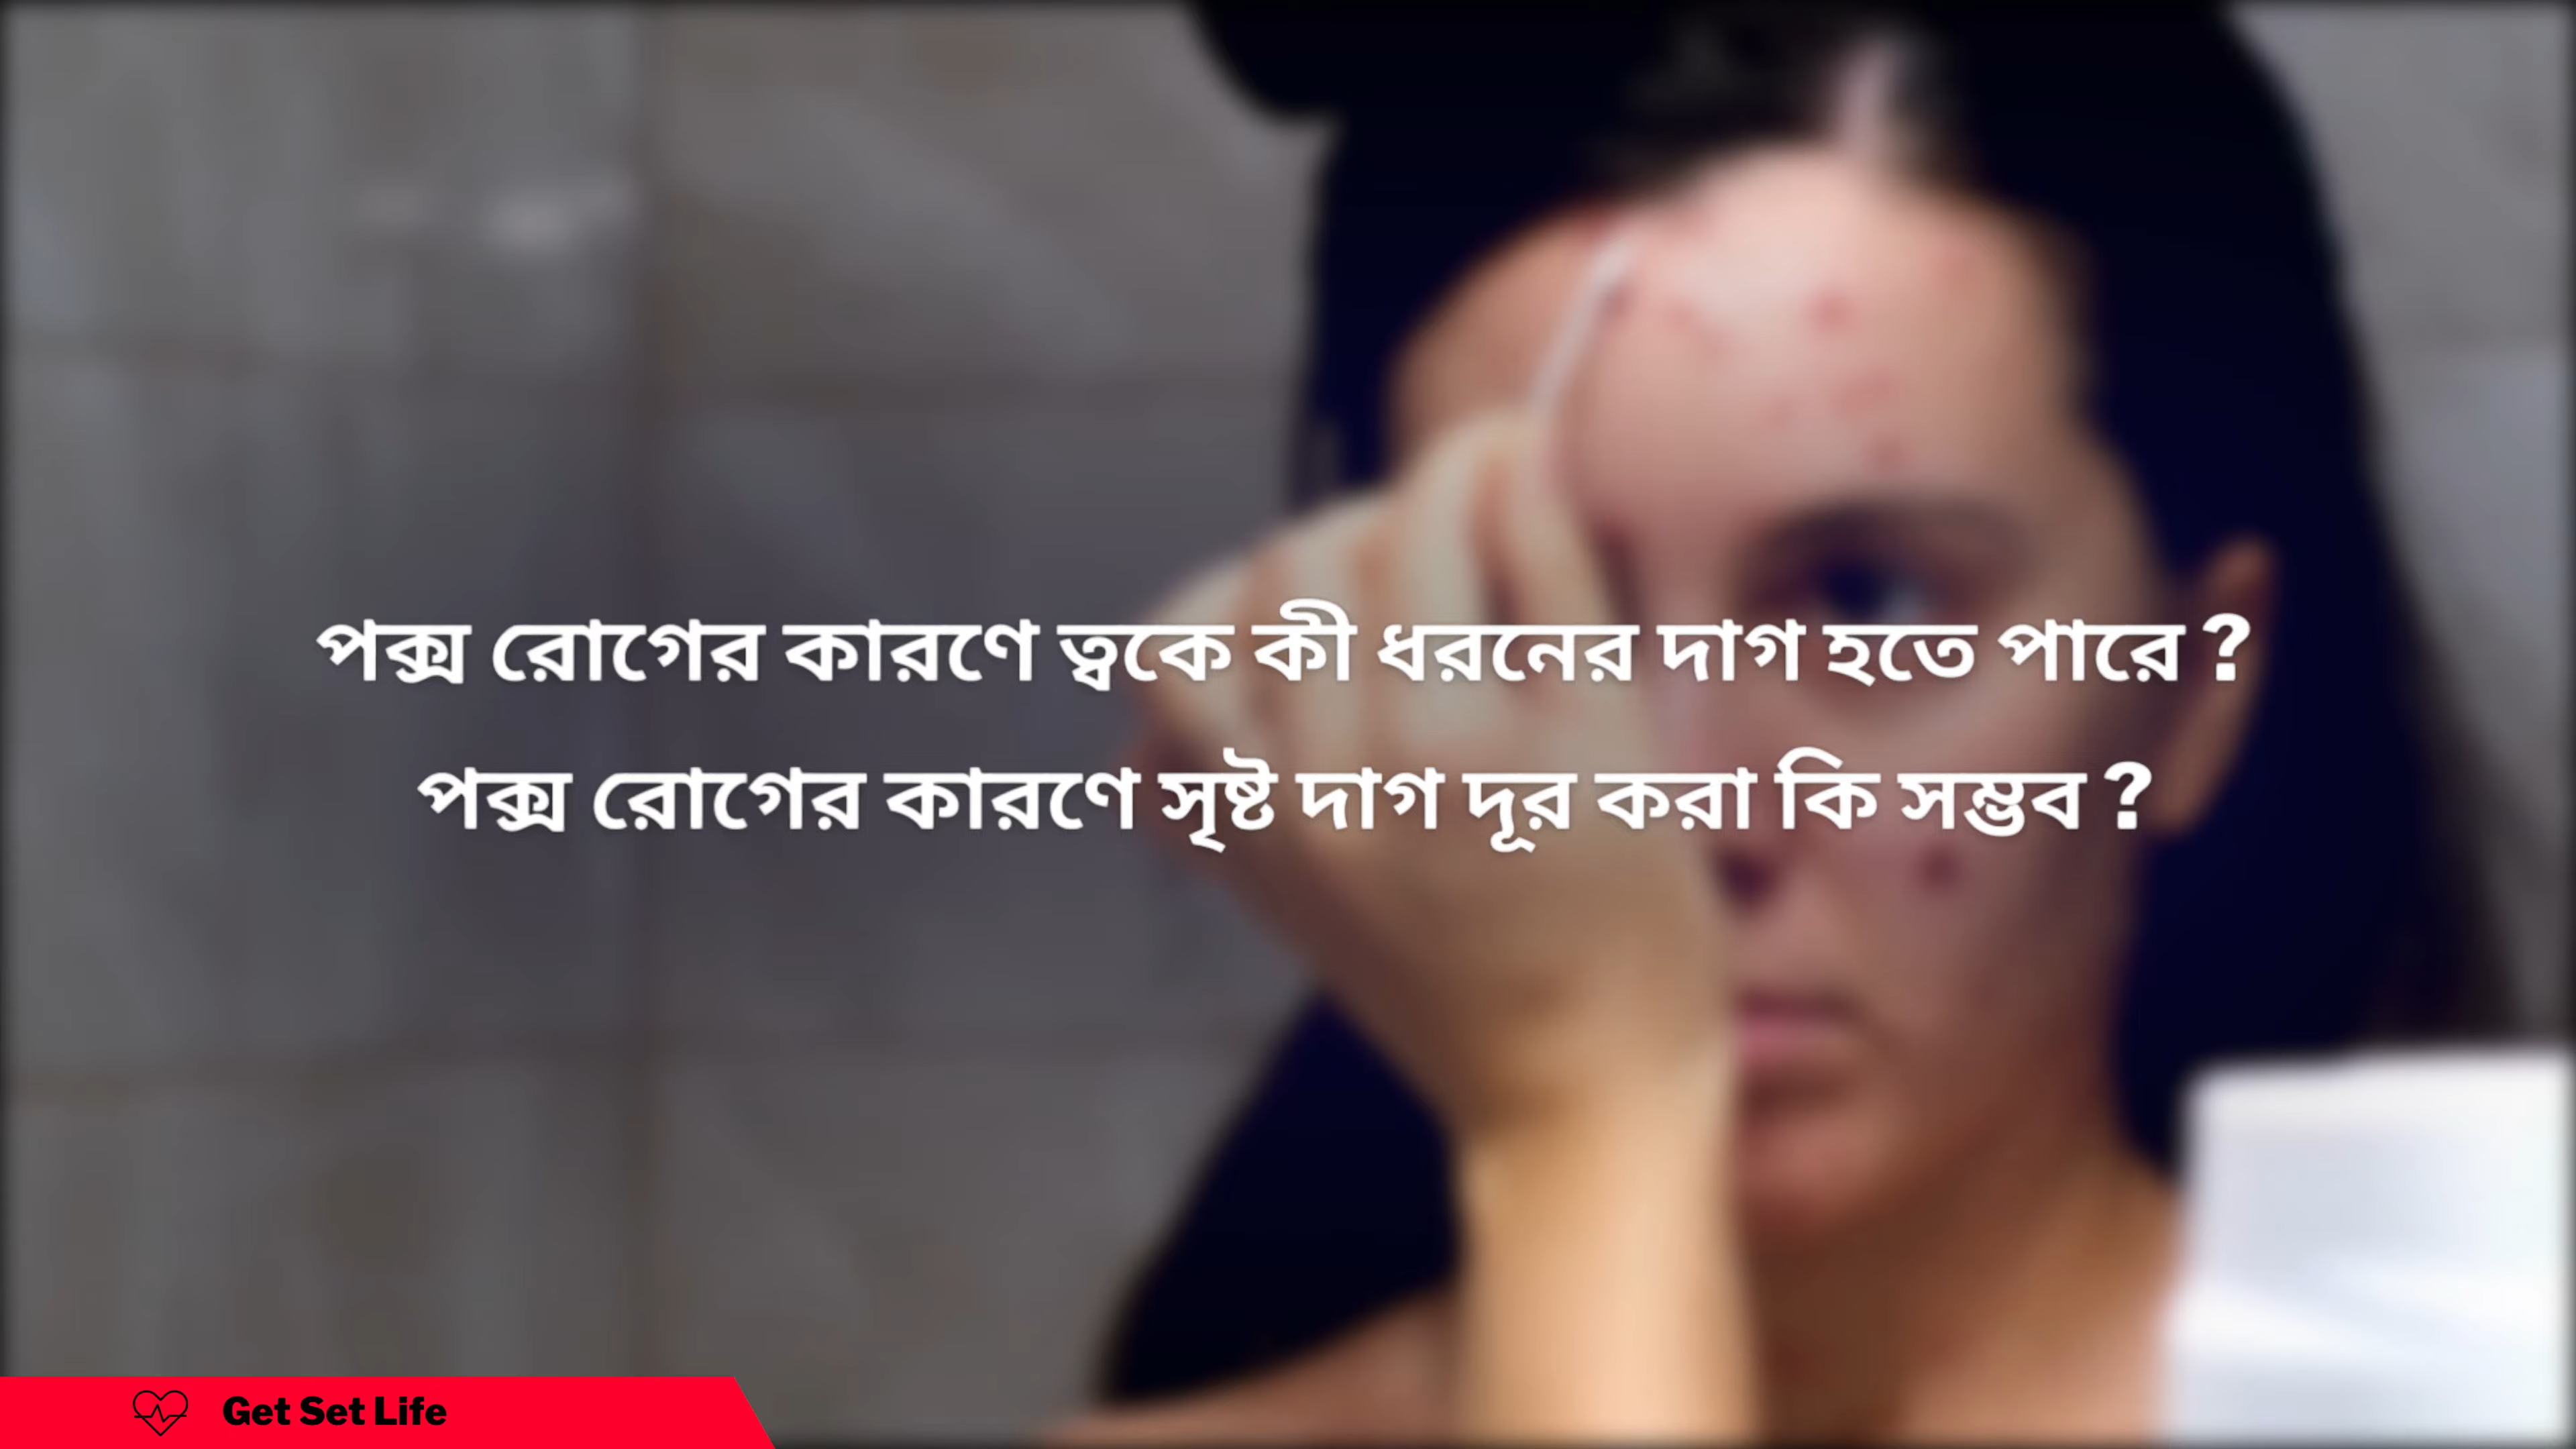 পক্স রোগের কারণে ত্বকে কী ধরনের দাগ হতে পারে ?
পক্স রোগের কারণে সৃষ্ট দাগ দূর করা কি সম্ভব ?
Get Set Life